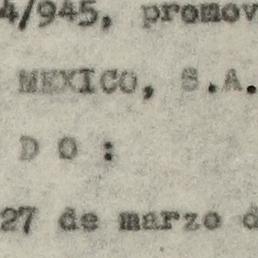 4/945, promov
MEXICO, S.A.
D O :
27 de marzo d